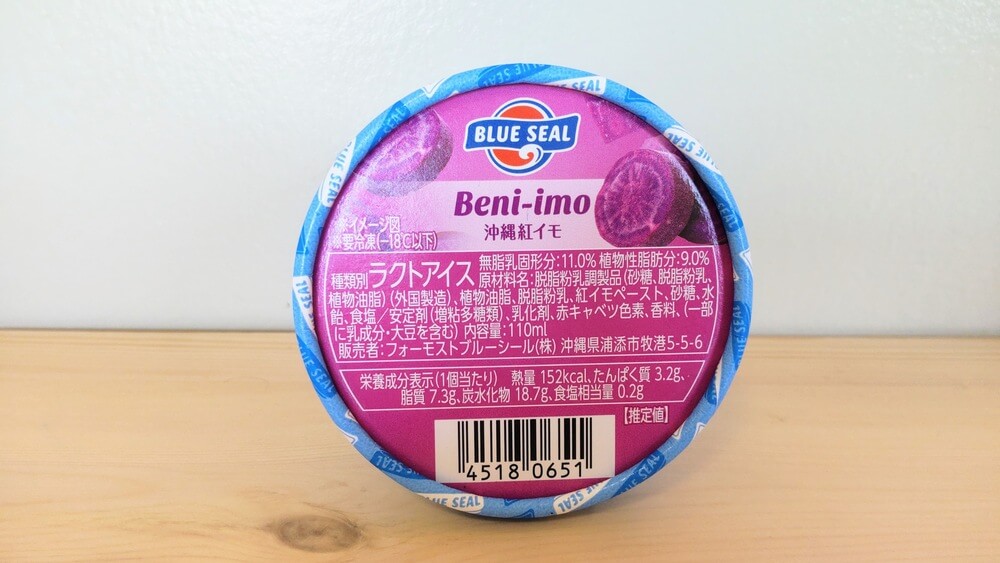 BLUE SEAL
Beni-imo
沖縄紅イモ
※イメージ図
※要冷凍(-18℃以下)
無脂乳固形分:11.0% 植物性脂肪分:9.0%
種類別 ラクトアイス 原材料名:脱脂粉乳調製品(砂糖、脱脂粉乳、
植物油脂)(外国製造)、植物油脂、脱脂粉乳、紅イモペースト、砂糖、水
飴、食塩/安定剤(増粘多糖類)、乳化剤、赤キャベツ色素、香料、(一部
に乳成分・大豆を含む) 内容量:110ml
販売者:フォーモストブルーシール(株) 沖縄県浦添市牧港5-5-6
栄養成分表示(1個当たり) 熱量 152kcal、たんぱく質 3.2g、
脂質 7.3g、炭水化物 18.7g、食塩相当量 0.2g
【推定値】
4518 0651
BLUE SEAL
BLUE SEAL
BLUE SEAL
BLUE SEAL